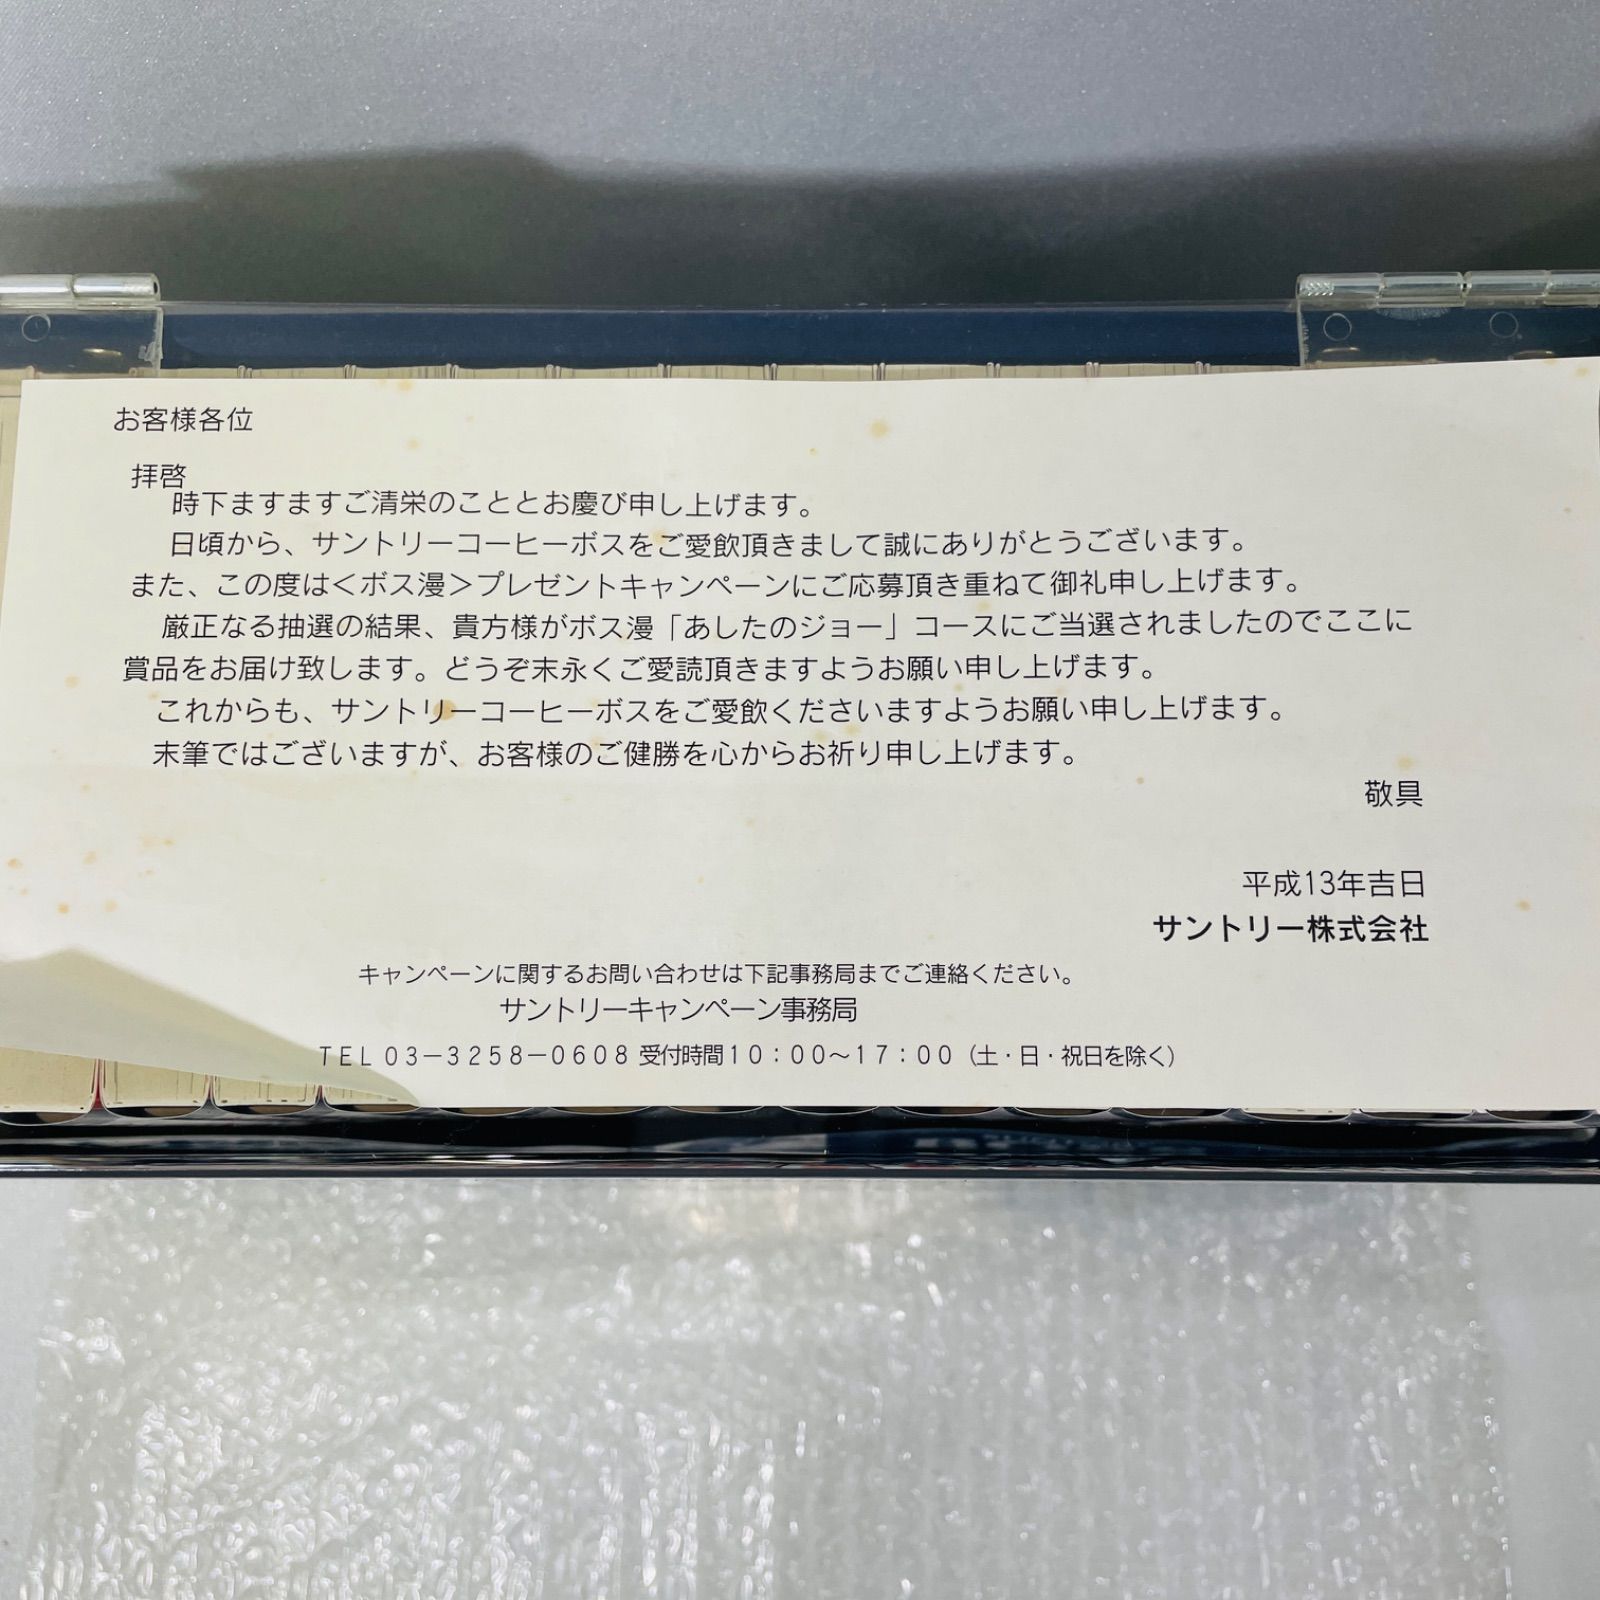 お客様各位
拝啓
時下ますますご清栄のこととお慶び申し上げます。
日頃から、サントリーコーヒーボスをご愛飲頂きまして誠にありがとうございます。
また、この度は＜ボス漫＞プレゼントキャンペーンにご応募頂き重ねて御礼申し上げます。
厳正なる抽選の結果、貴方様がボス漫「あしたのジョー」コースにご当選されましたのでここに
賞品をお届け致します。どうぞ末永くご愛読頂きますようお願い申し上げます。
これからも、サントリーコーヒーボスをご愛飲くださいますようお願い申し上げます。
末筆ではございますが、お客様のご健勝を心からお祈り申し上げます。
敬具
平成13年吉日
サントリー株式会社
キャンペーンに関するお問い合わせは下記事務局までご連絡ください。
サントリーキャンペーン事務局
ＴＥＬ０３－３２５８－０６０８ 受付時間１０：００～１７：００（土・日・祝日を除く）